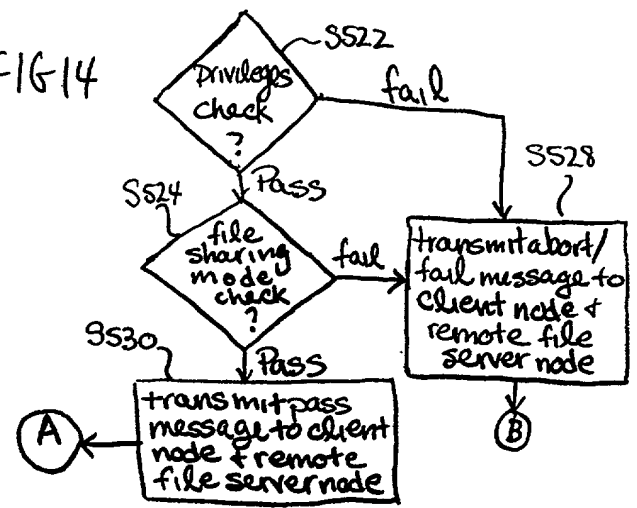 FIG 14
S522
privileges
check
?
fail
Pass
S528
S524
file
sharing
mode
check
?
fail
transmit abort/
fail message to
client node &
remote file
server node
S530
Pass
transmit pass
message to client
node & remote
file server node
A
B